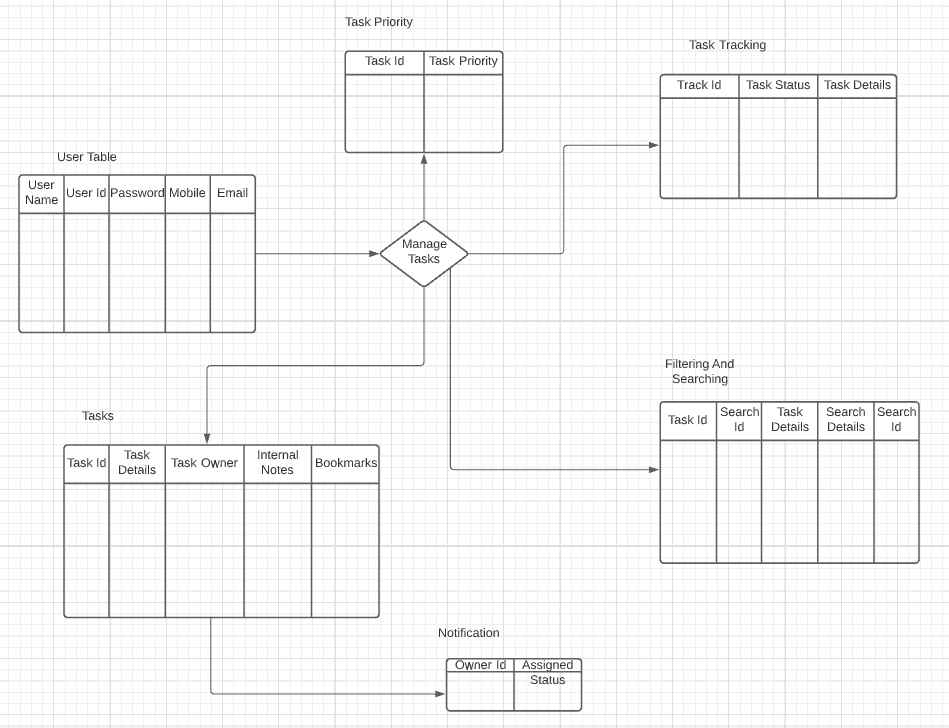 Task Priority
Task Id
Task Priority
Task Tracking
Track Id
Task Status
Task Details
User Table
User
Name
User Id
Password
Mobile
Email
Manage
Tasks
Filtering And
Searching
Task Id
Search
Id
Task
Details
Search
Details
Search
Id
Tasks
Task Id
Task
Details
Task Owner
Internal
Notes
Bookmarks
Notification
Owner Id
Assigned
Status